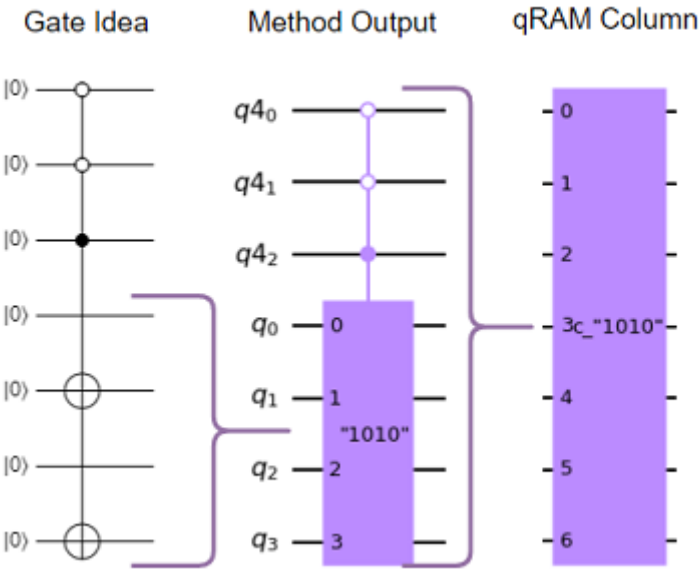 Gate Idea
Method Output
qRAM Column
|0⟩
|0⟩
|0⟩
|0⟩
|0⟩
|0⟩
|0⟩
q4₀
q4₁
q4₂
q₀ 0
q₁ 1
"1010"
q₂ 2
q₃ 3
0
1
2
3c_"1010"
4
5
6